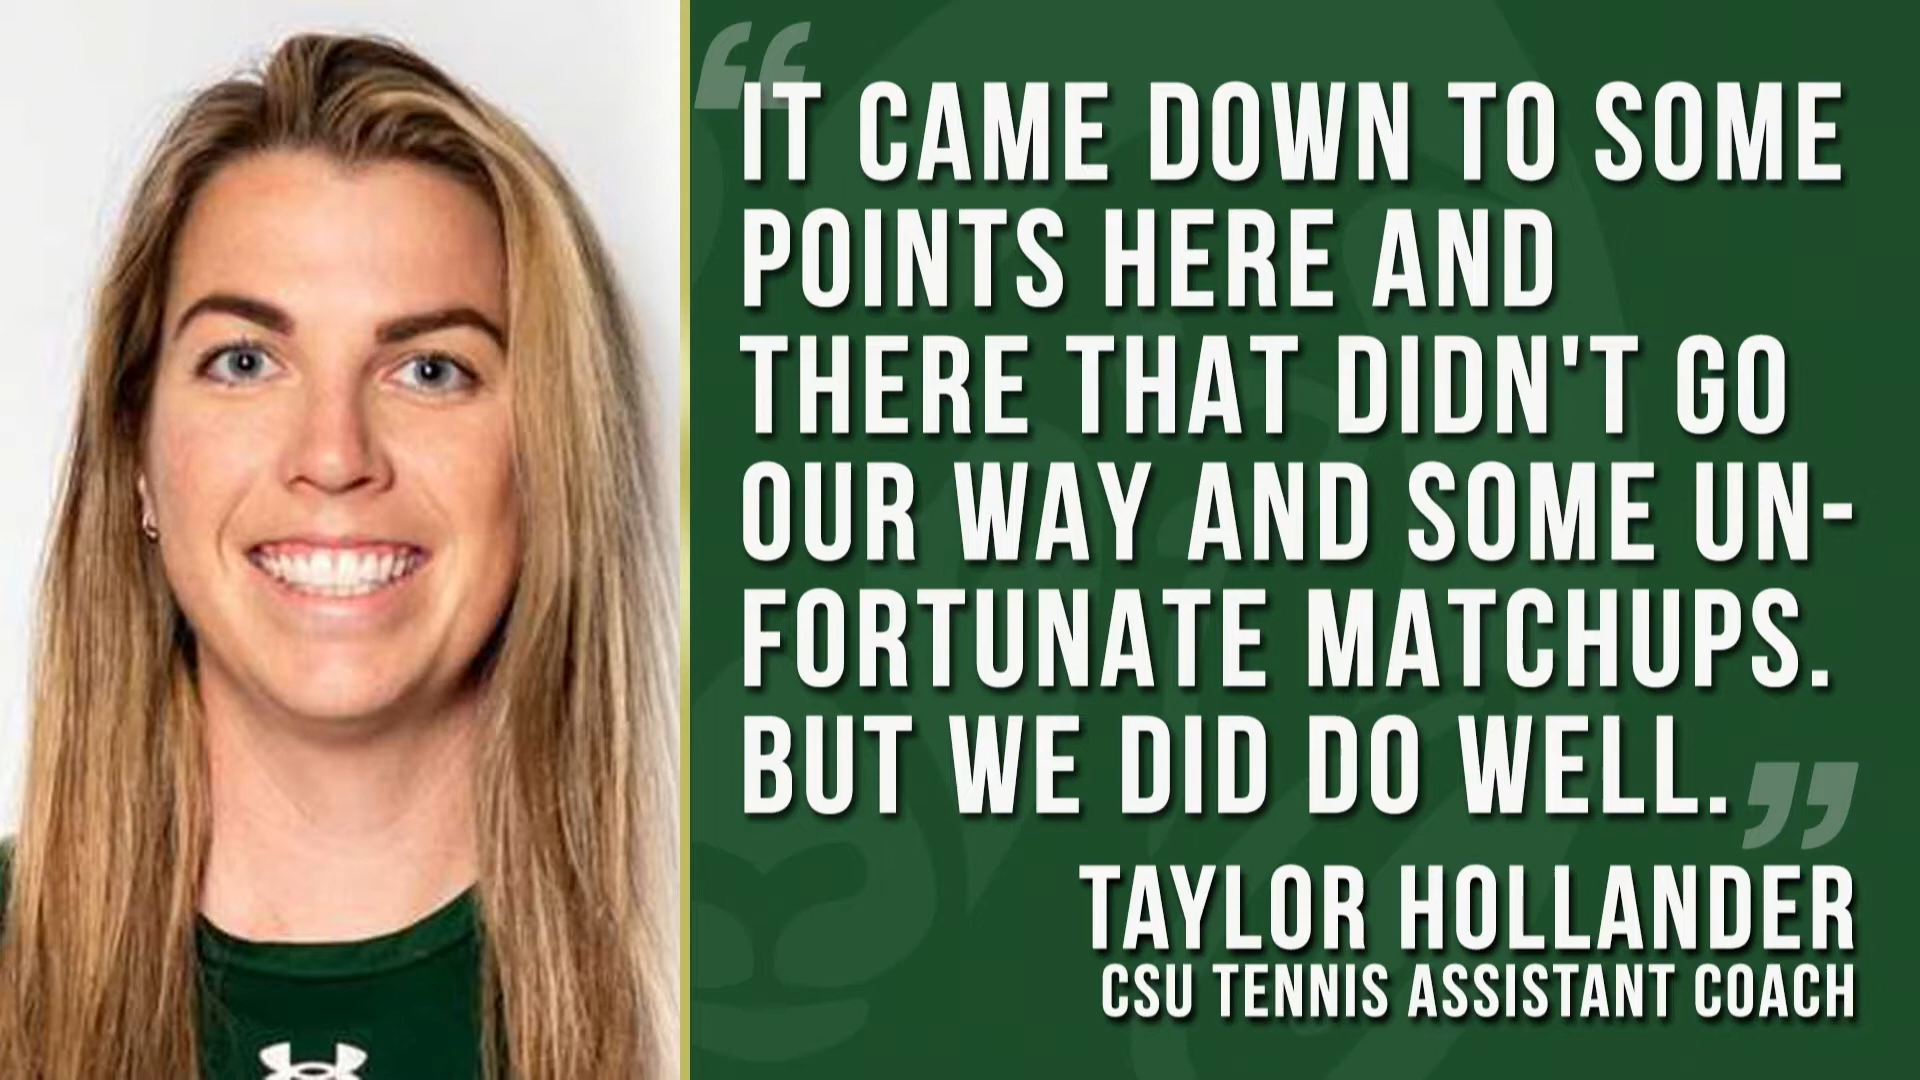 “IT CAME DOWN TO SOME
POINTS HERE AND
THERE THAT DIDN'T GO
OUR WAY AND SOME UN-
FORTUNATE MATCHUPS.
BUT WE DID DO WELL.”
TAYLOR HOLLANDER
CSU TENNIS ASSISTANT COACH